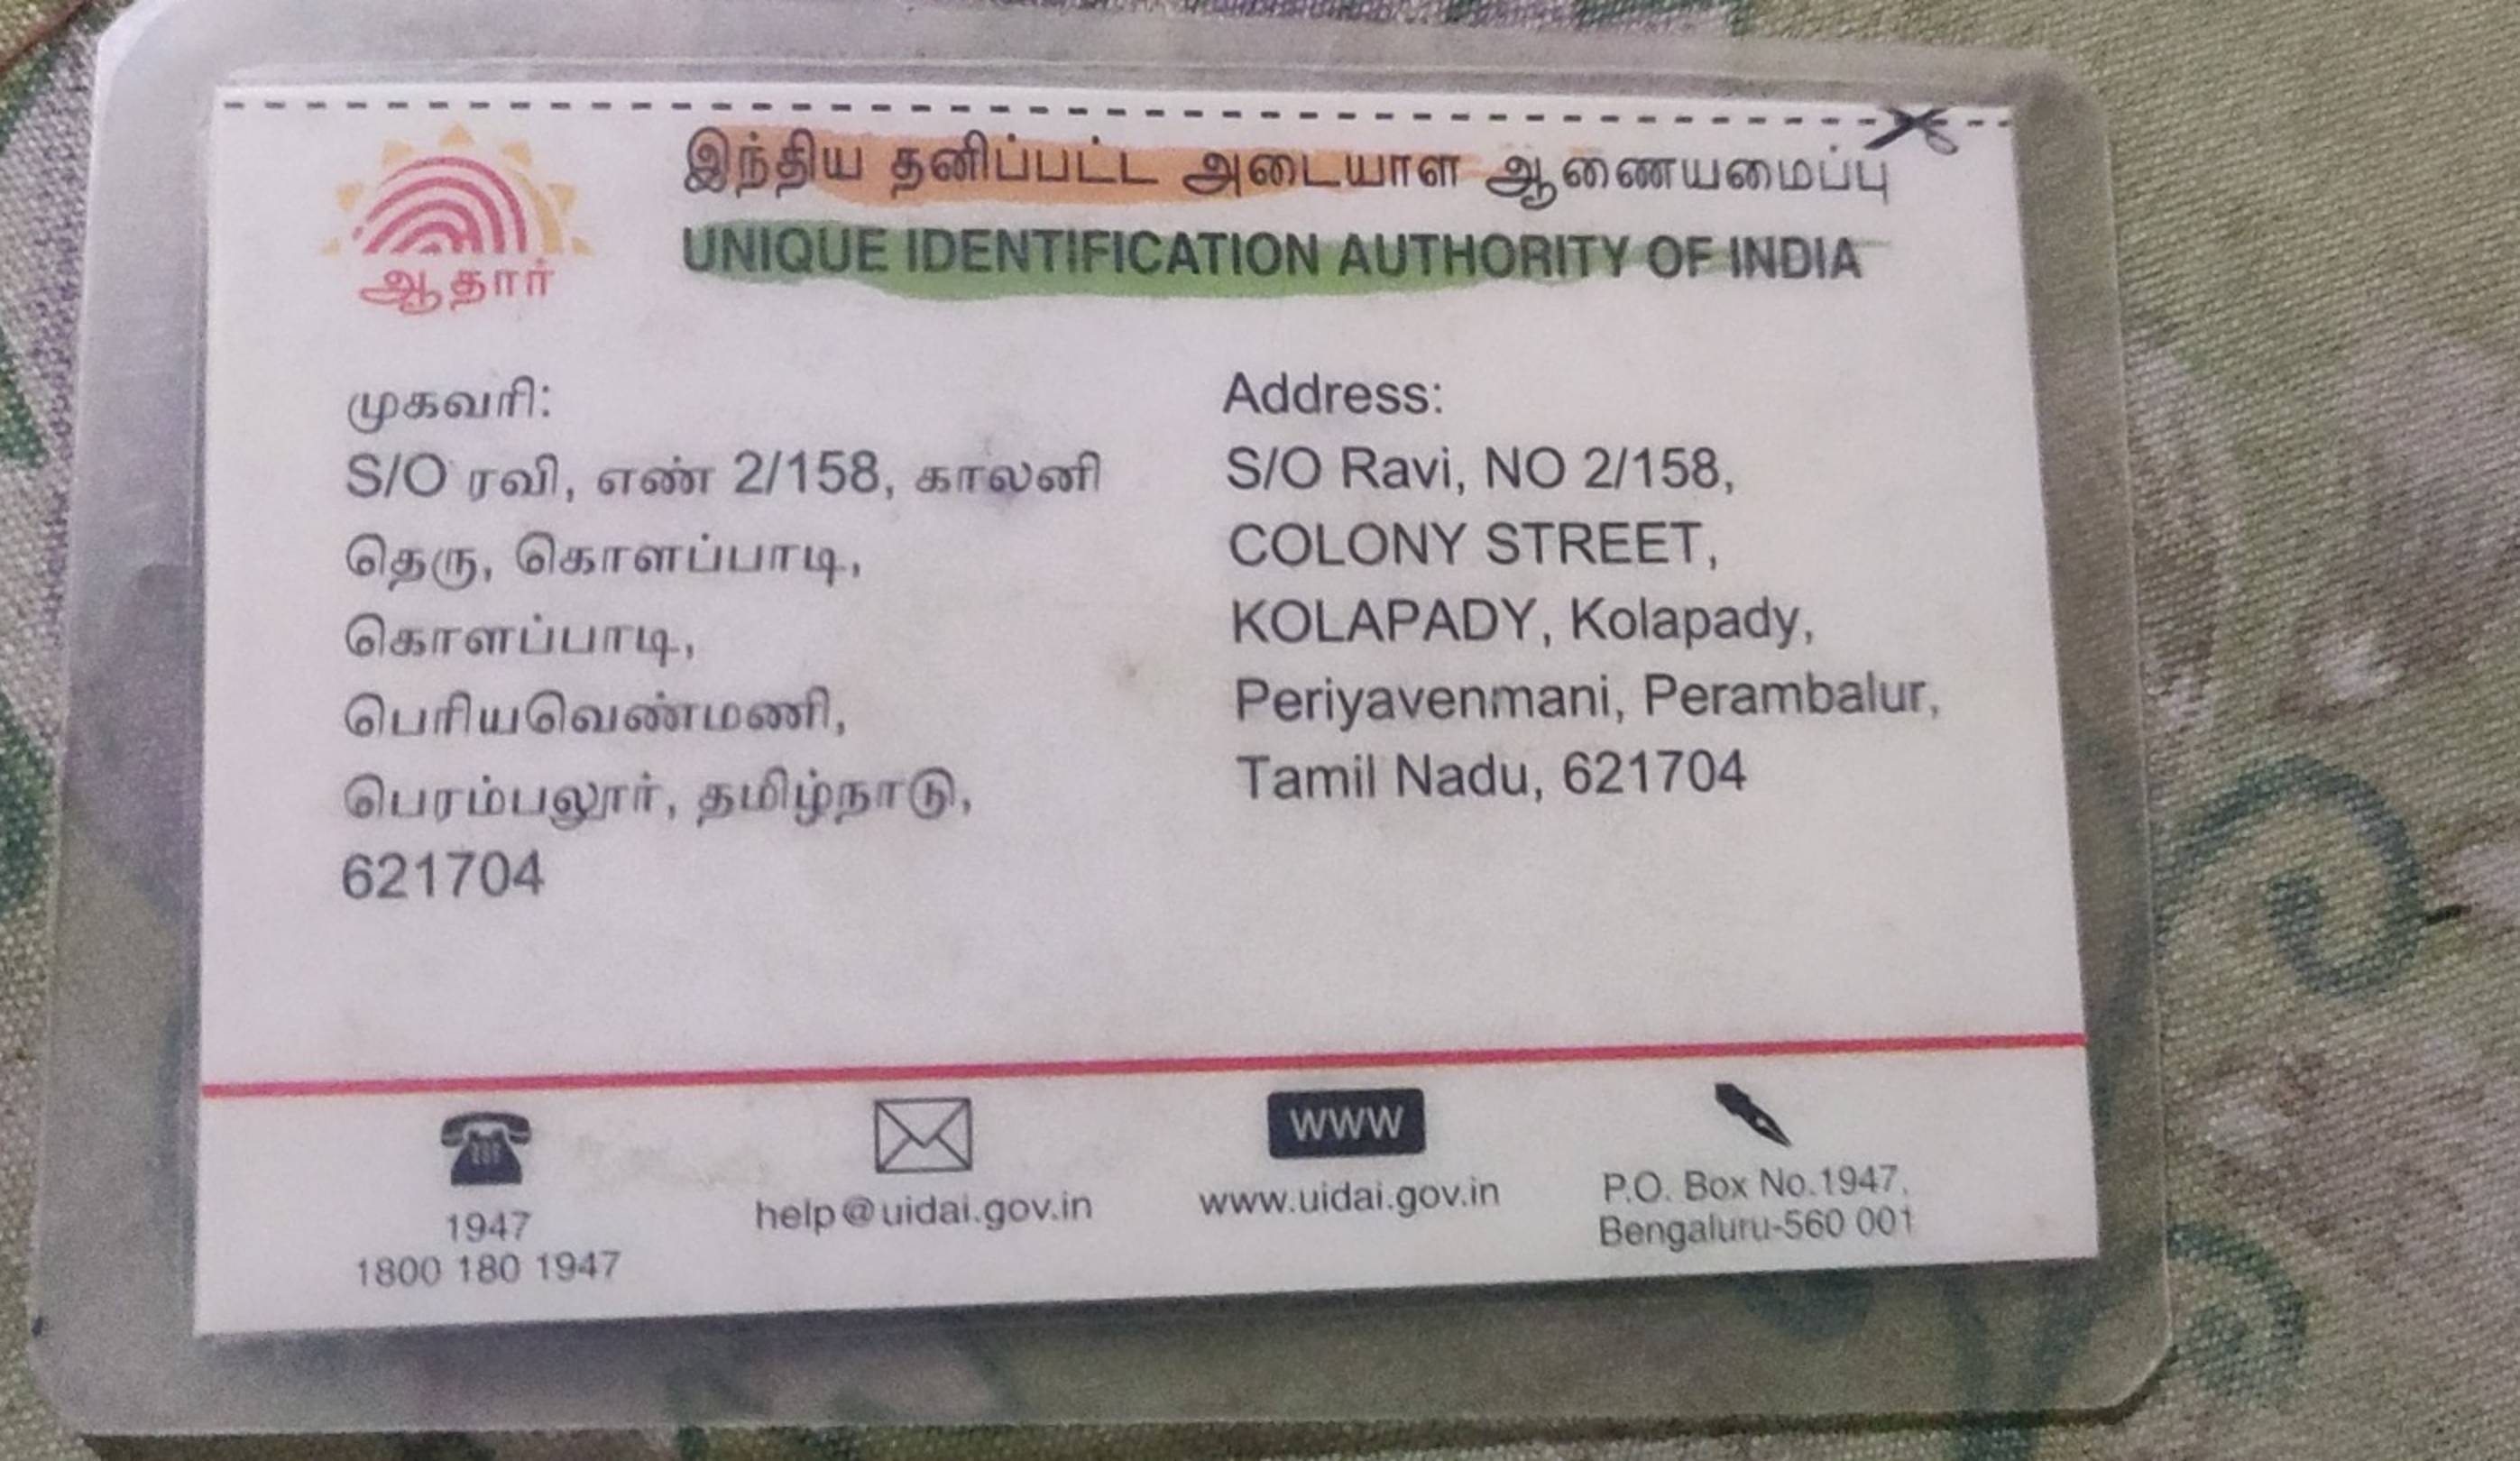 இந்திய தனிப்பட்ட அடையாள ஆணையமைப்பு
UNIQUE IDENTIFICATION AUTHORITY OF INDIA
ஆதார்
முகவரி:
S/O ரவி, எண் 2/158, காலனி
தெரு, கொளப்பாடி,
கொளப்பாடி,
பெரியவெண்மணி,
பெரம்பலூர், தமிழ்நாடு,
621704
Address:
S/O Ravi, NO 2/158,
COLONY STREET,
KOLAPADY, Kolapady,
Periyavenmani, Perambalur,
Tamil Nadu, 621704
1947
1800 180 1947
help@uidai.gov.in
WWW
www.uidai.gov.in
P.O. Box No.1947,
Bengaluru-560 001